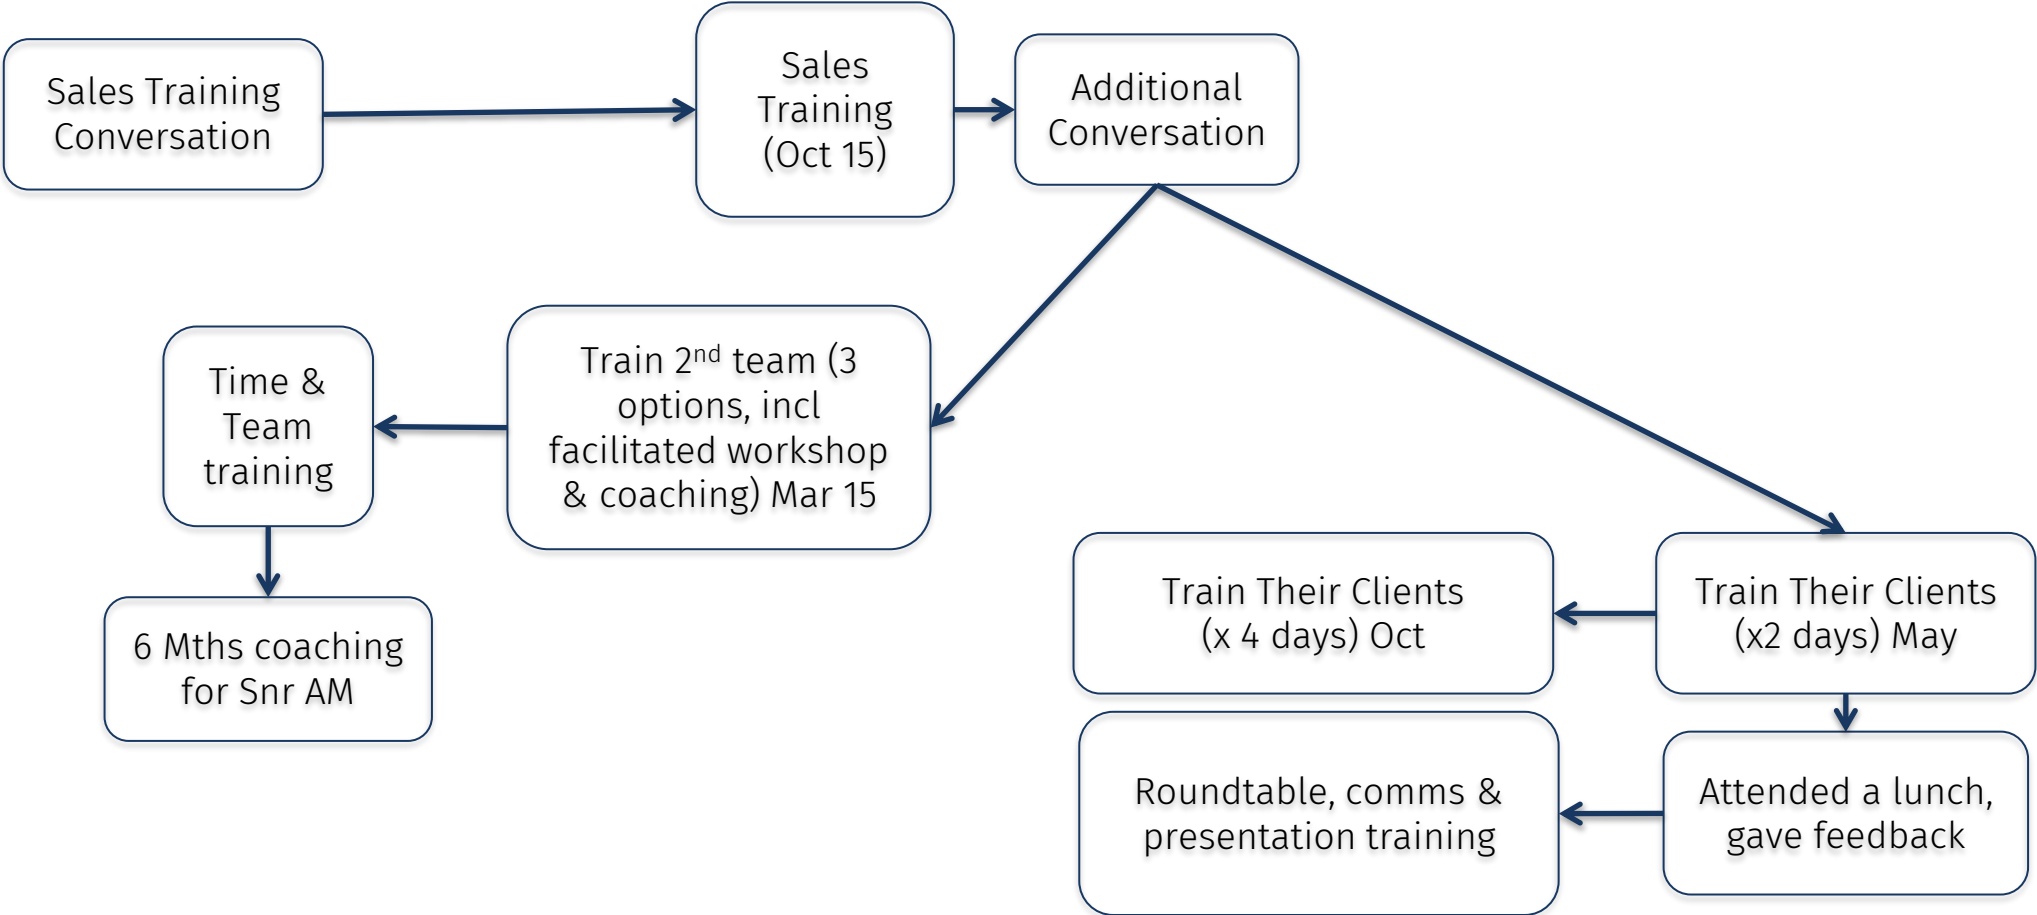 Sales Training
Conversation
Sales
Training
(Oct 15)
Additional
Conversation
Time &
Team
training
Train 2nd team (3
options, incl
facilitated workshop
& coaching) Mar 15
6 Mths coaching
for Snr AM
Train Their Clients
(x 4 days) Oct
Train Their Clients
(x2 days) May
Roundtable, comms &
presentation training
Attended a lunch,
gave feedback